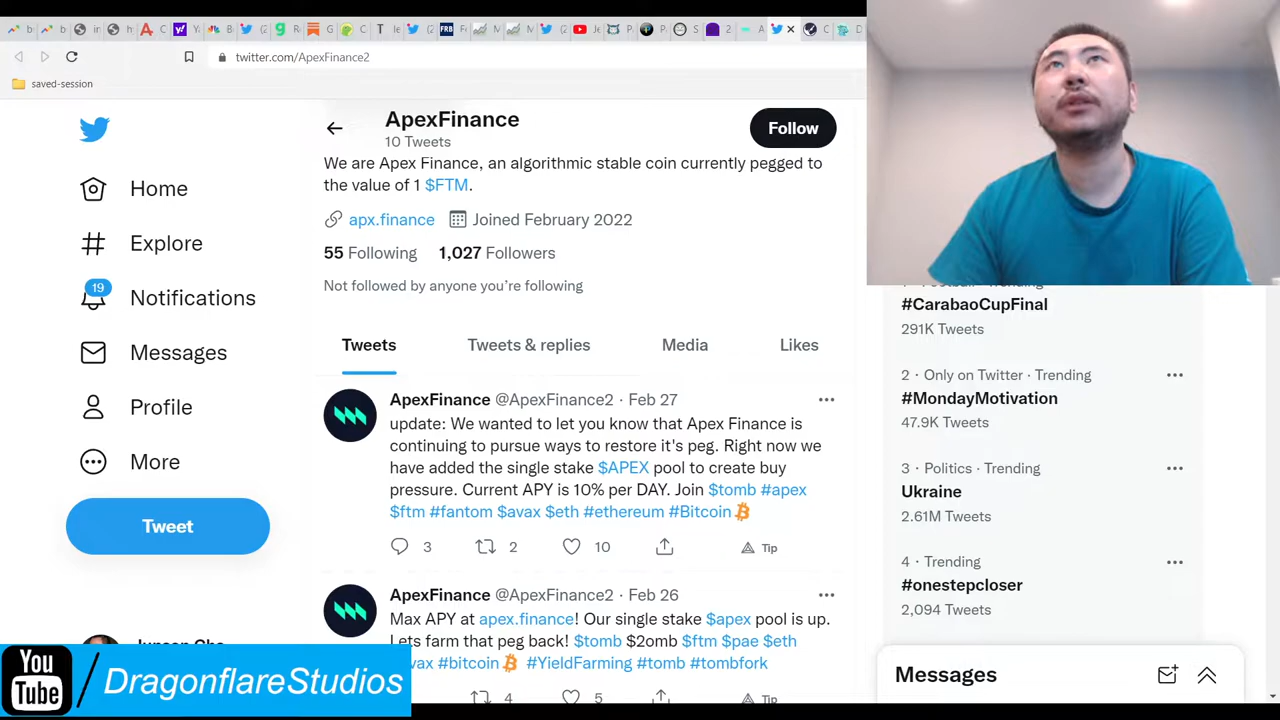 twitter.com/ApexFinance2
saved-session
Home
Explore
19
Notifications
Messages
Profile
More
Tweet
ApexFinance
10 Tweets
Follow
We are Apex Finance, an algorithmic stable coin currently pegged to
the value of 1 $FTM.
apx.finance Joined February 2022
55 Following 1,027 Followers
Not followed by anyone you're following
Tweets Tweets & replies Media Likes
ApexFinance @ApexFinance2 · Feb 27
update: We wanted to let you know that Apex Finance is
continuing to pursue ways to restore it's peg. Right now we
have added the single stake $APEX pool to create buy
pressure. Current APY is 10% per DAY. Join $tomb #apex
$ftm #fantom $avax $eth #ethereum #Bitcoin
3 2 10 Tip
ApexFinance @ApexFinance2 · Feb 26
Max APY at apex.finance! Our single stake $apex pool is up.
Lets farm that peg back! $tomb $2omb $ftm $pae $eth
#bitcoin #YieldFarming #tomb #tombfork
4 5 Tip
#CarabaoCupFinal
291K Tweets
2 · Only on Twitter · Trending
#MondayMotivation
47.9K Tweets
3 · Politics · Trending
Ukraine
2.61M Tweets
4 · Trending
#onestepcloser
2,094 Tweets
Messages
You
Tube
/ DragonflareStudios